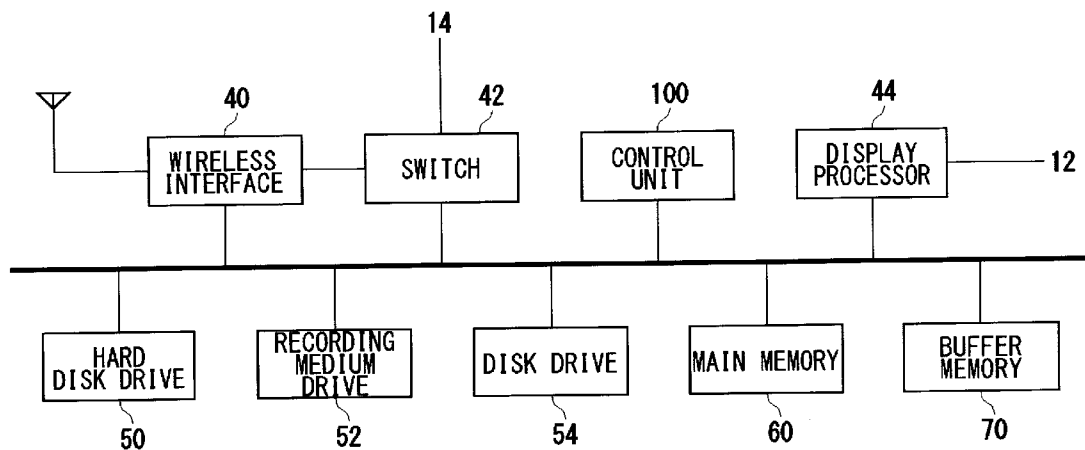 14
40
42
100
44
WIRELESS
INTERFACE
SWITCH
CONTROL
UNIT
DISPLAY
PROCESSOR
12
HARD
DISK DRIVE
RECORDING
MEDIUM
DRIVE
DISK DRIVE
MAIN MEMORY
BUFFER
MEMORY
50
52
54
60
70